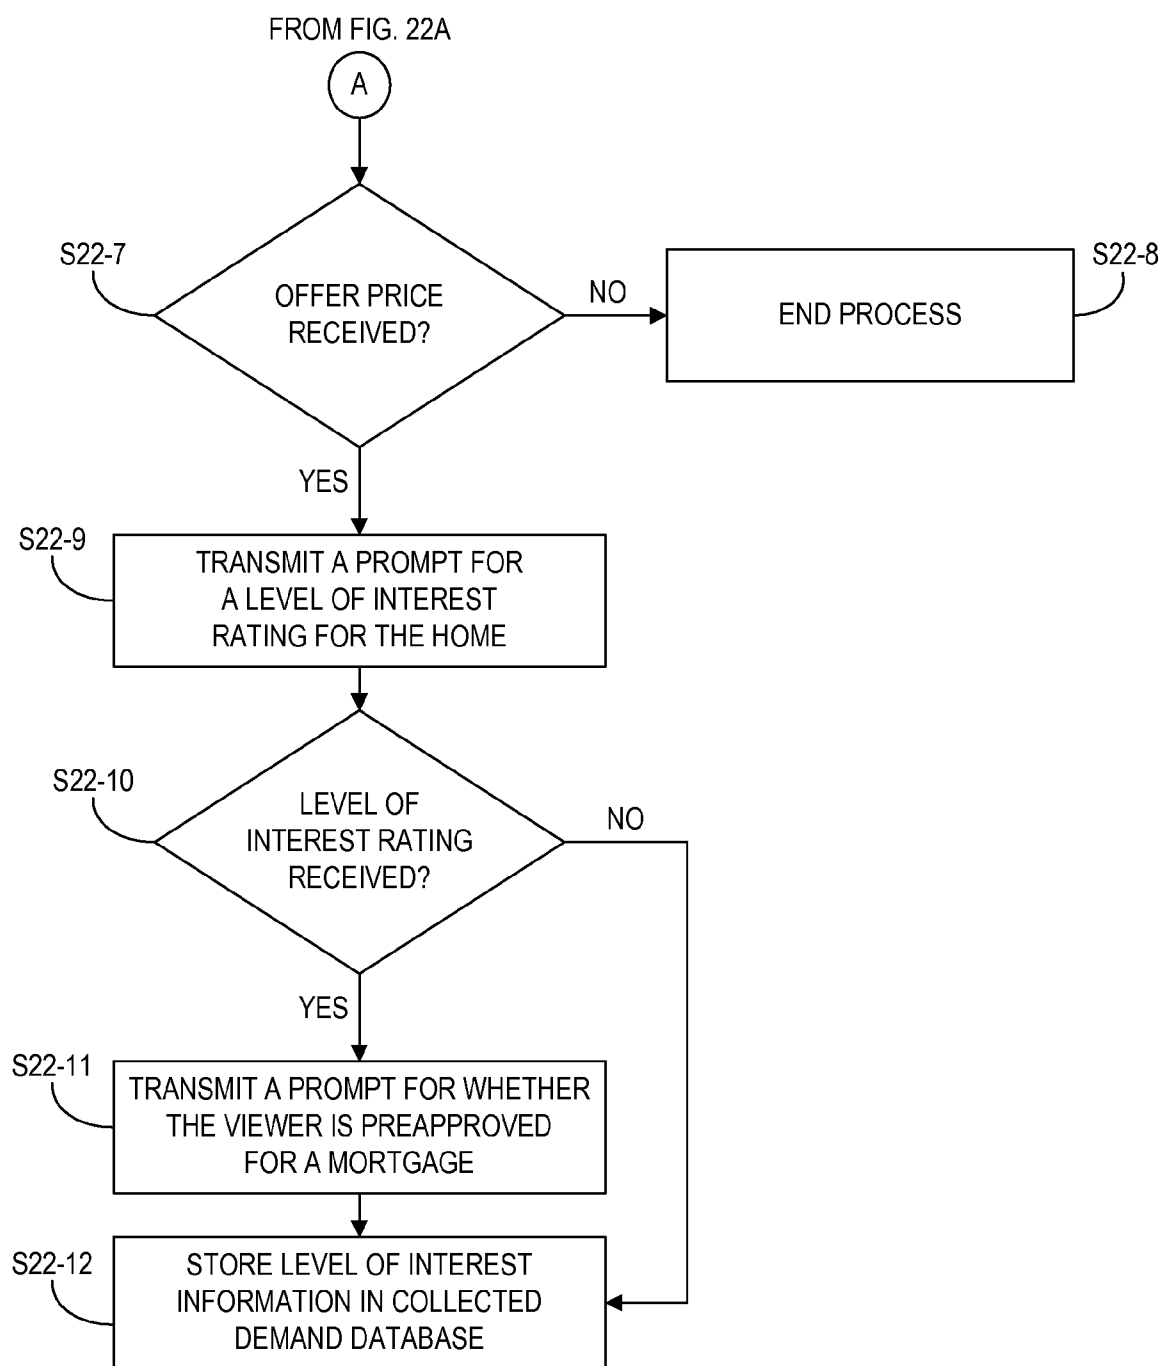 FROM FIG. 22A
A
S22-7
OFFER PRICE
RECEIVED?
NO
END PROCESS
S22-8
YES
S22-9
TRANSMIT A PROMPT FOR
A LEVEL OF INTEREST
RATING FOR THE HOME
S22-10
LEVEL OF
INTEREST RATING
RECEIVED?
NO
YES
S22-11
TRANSMIT A PROMPT FOR WHETHER
THE VIEWER IS PREAPPROVED
FOR A MORTGAGE
S22-12
STORE LEVEL OF INTEREST
INFORMATION IN COLLECTED
DEMAND DATABASE